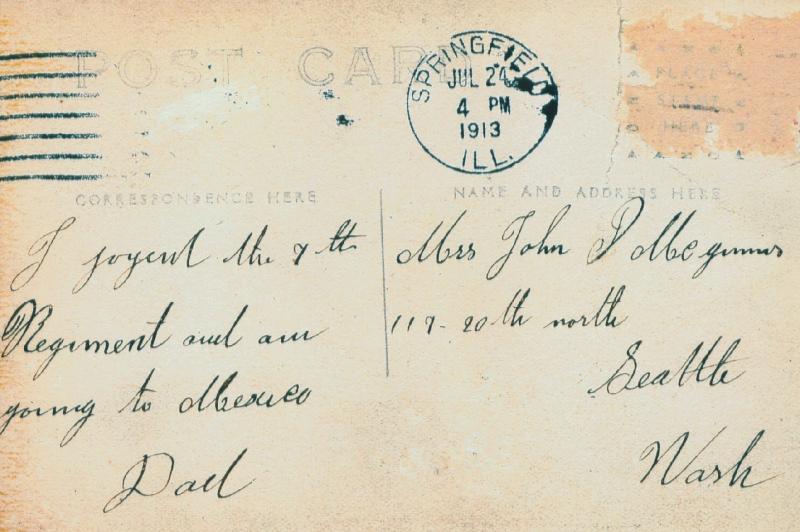 POST CARD
SPRINGFIELD
JUL 24
4 PM
1913
ILL.
PLACE
STAMP
HERE
CORRESPONDENCE HERE
NAME AND ADDRESS HERE
I joyent the 7th
Regiment and am
going to Mexico
Dad
Mrs John P McGinnis
117-20th north
Seattle
Wash